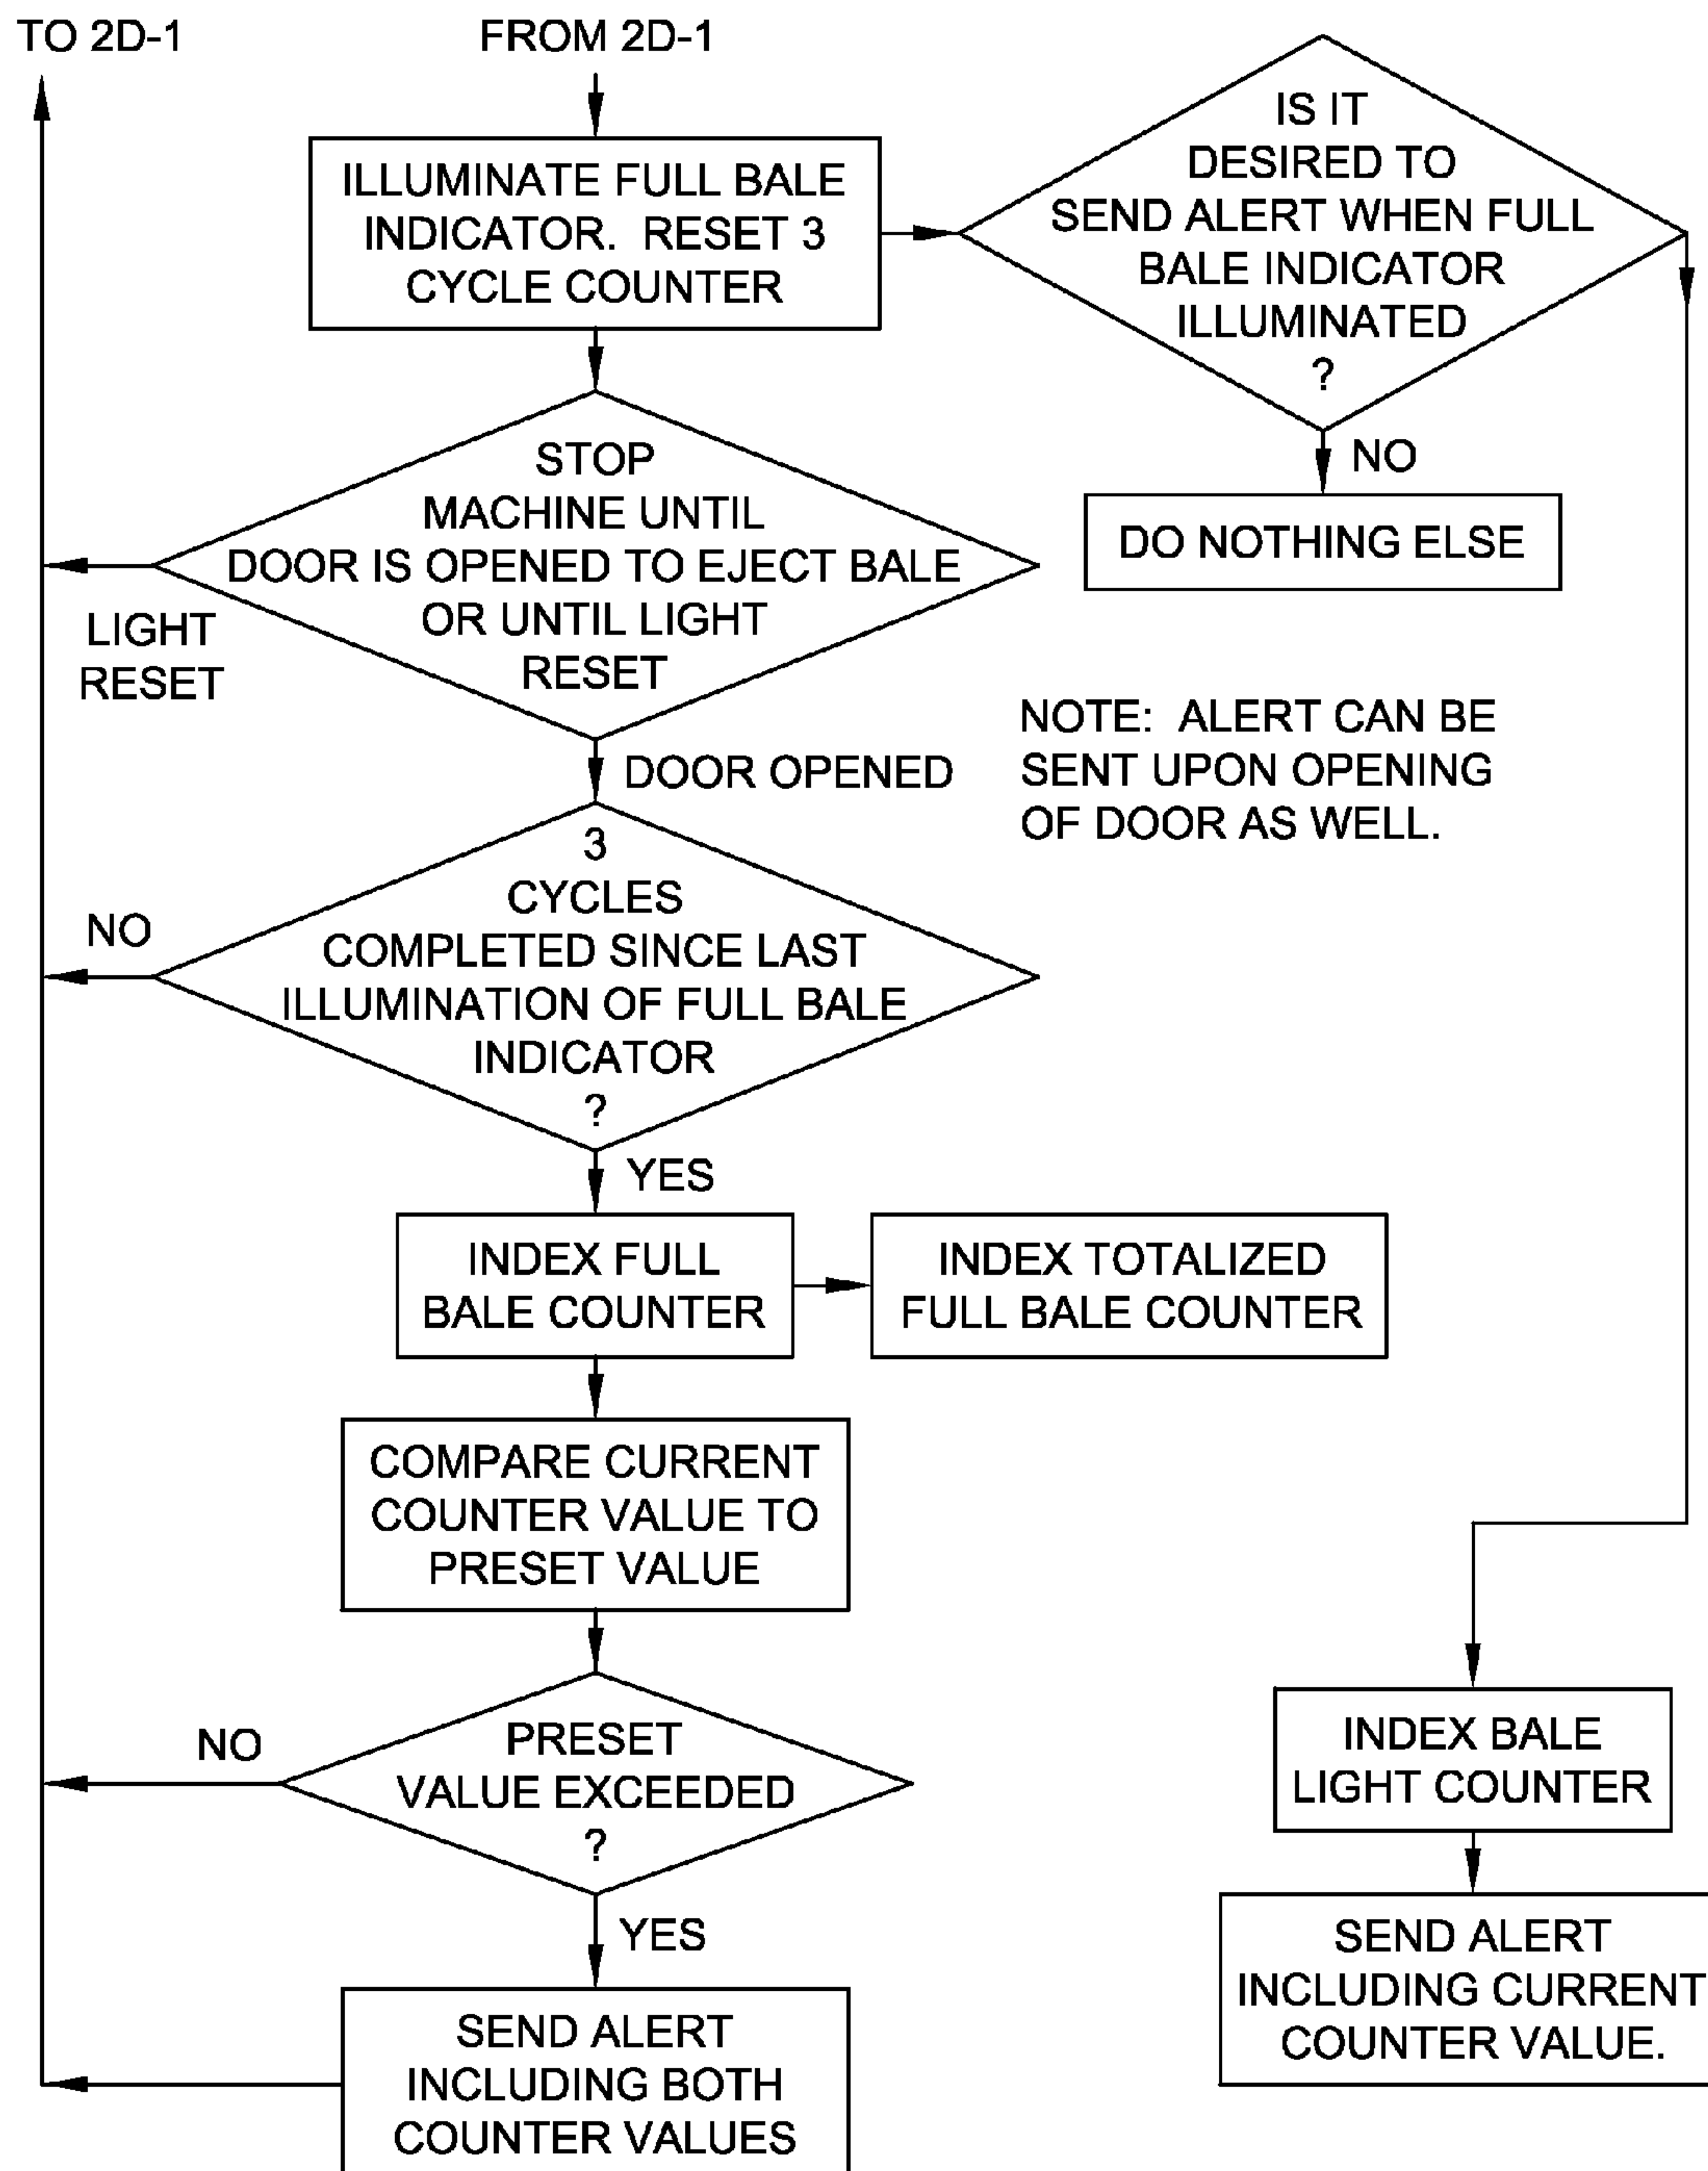 TO 2D-1
FROM 2D-1
ILLUMINATE FULL BALE
INDICATOR.  RESET 3
CYCLE COUNTER
IS IT
DESIRED TO
SEND ALERT WHEN FULL
BALE INDICATOR
ILLUMINATED
?
NO
DO NOTHING ELSE
STOP
MACHINE UNTIL
DOOR IS OPENED TO EJECT BALE
OR UNTIL LIGHT
RESET
LIGHT
RESET
DOOR OPENED
NOTE:  ALERT CAN BE
SENT UPON OPENING
OF DOOR AS WELL.
3
CYCLES
COMPLETED SINCE LAST
ILLUMINATION OF FULL BALE
INDICATOR
?
NO
YES
INDEX FULL
BALE COUNTER
INDEX TOTALIZED
FULL BALE COUNTER
COMPARE CURRENT
COUNTER VALUE TO
PRESET VALUE
PRESET
VALUE EXCEEDED
?
NO
YES
SEND ALERT
INCLUDING BOTH
COUNTER VALUES
INDEX BALE
LIGHT COUNTER
SEND ALERT
INCLUDING CURRENT
COUNTER VALUE.